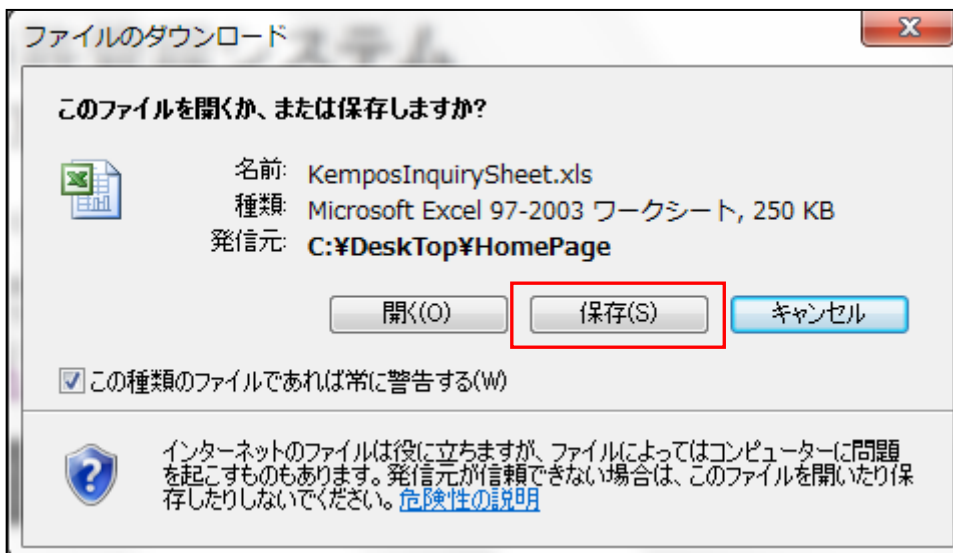 ファイルのダウンロード
このファイルを開くか、または保存しますか?
名前: KemposInquirySheet.xls
種類: Microsoft Excel 97-2003 ワークシート, 250 KB
発信元: C:¥DeskTop¥HomePage
開く(O) 保存(S) キャンセル
この種類のファイルであれば常に警告する(W)
インターネットのファイルは役に立ちますが、ファイルによってはコンピューターに問題
を起こすものもあります。発信元が信頼できない場合は、このファイルを開いたり保
存したりしないでください。危険性の説明